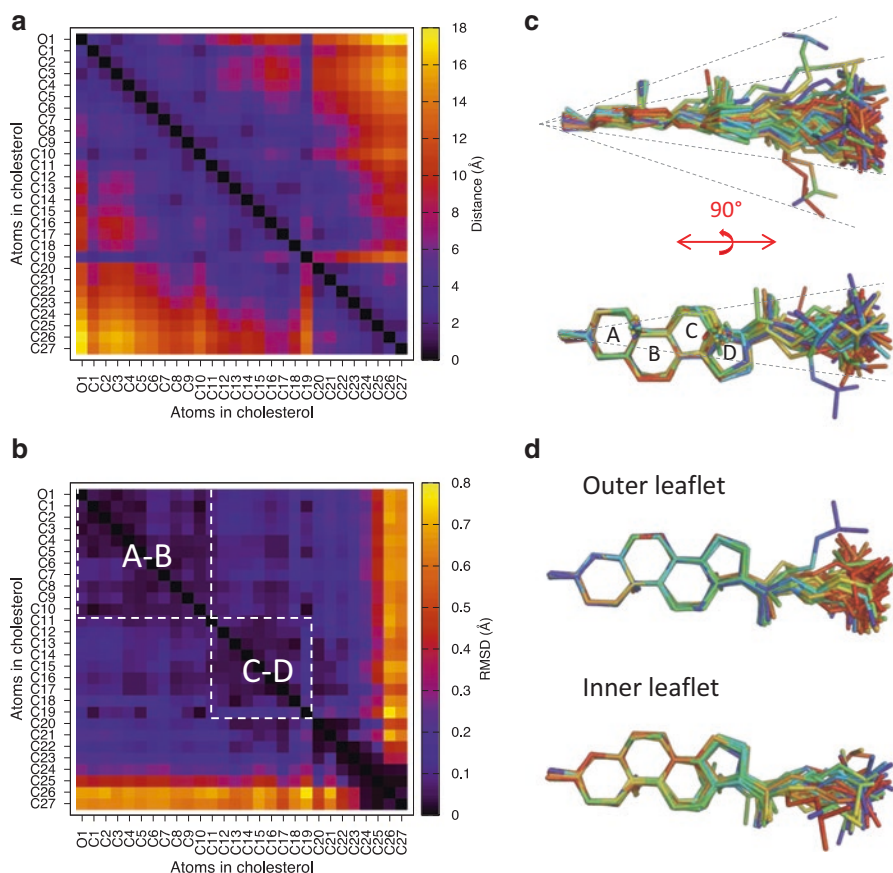 a
O1
C1
C2
C3
C4
C5
C6
C7
C8
C9
C10
C11
C12
C13
C14
C15
C16
C17
C18
C19
C20
C21
C22
C23
C24
C25
C26
C27
Atoms in cholesterol
O1 C1 C2 C3 C4 C5 C6 C7 C8 C9 C10 C11 C12 C13 C14 C15 C16 C17 C18 C19 C20 C21 C22 C23 C24 C25 C26 C27
Atoms in cholesterol
18
16
14
12
10
8
6
4
2
0
Distance (Å)
b
O1
C1
C2
C3
C4
C5
C6
C7
C8
C9
C10
C11
C12
C13
C14
C15
C16
C17
C18
C19
C20
C21
C22
C23
C24
C25
C26
C27
Atoms in cholesterol
A-B
C-D
O1 C1 C2 C3 C4 C5 C6 C7 C8 C9 C10 C11 C12 C13 C14 C15 C16 C17 C18 C19 C20 C21 C22 C23 C24 C25 C26 C27
Atoms in cholesterol
0.8
0.7
0.6
0.5
0.4
0.3
0.2
0.1
0
RMSD (Å)
c
90°
A
B
C
D
d
Outer leaflet
Inner leaflet